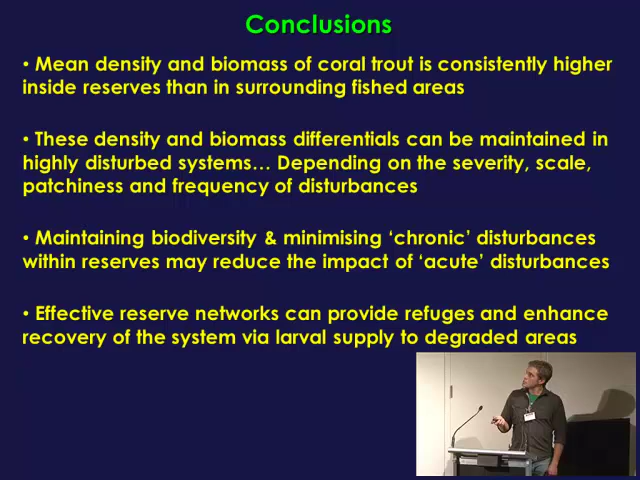 Conclusions
• Mean density and biomass of coral trout is consistently higher
inside reserves than in surrounding fished areas
• These density and biomass differentials can be maintained in
highly disturbed systems… Depending on the severity, scale,
patchiness and frequency of disturbances
• Maintaining biodiversity & minimising ‘chronic’ disturbances
within reserves may reduce the impact of ‘acute’ disturbances
• Effective reserve networks can provide refuges and enhance
recovery of the system via larval supply to degraded areas